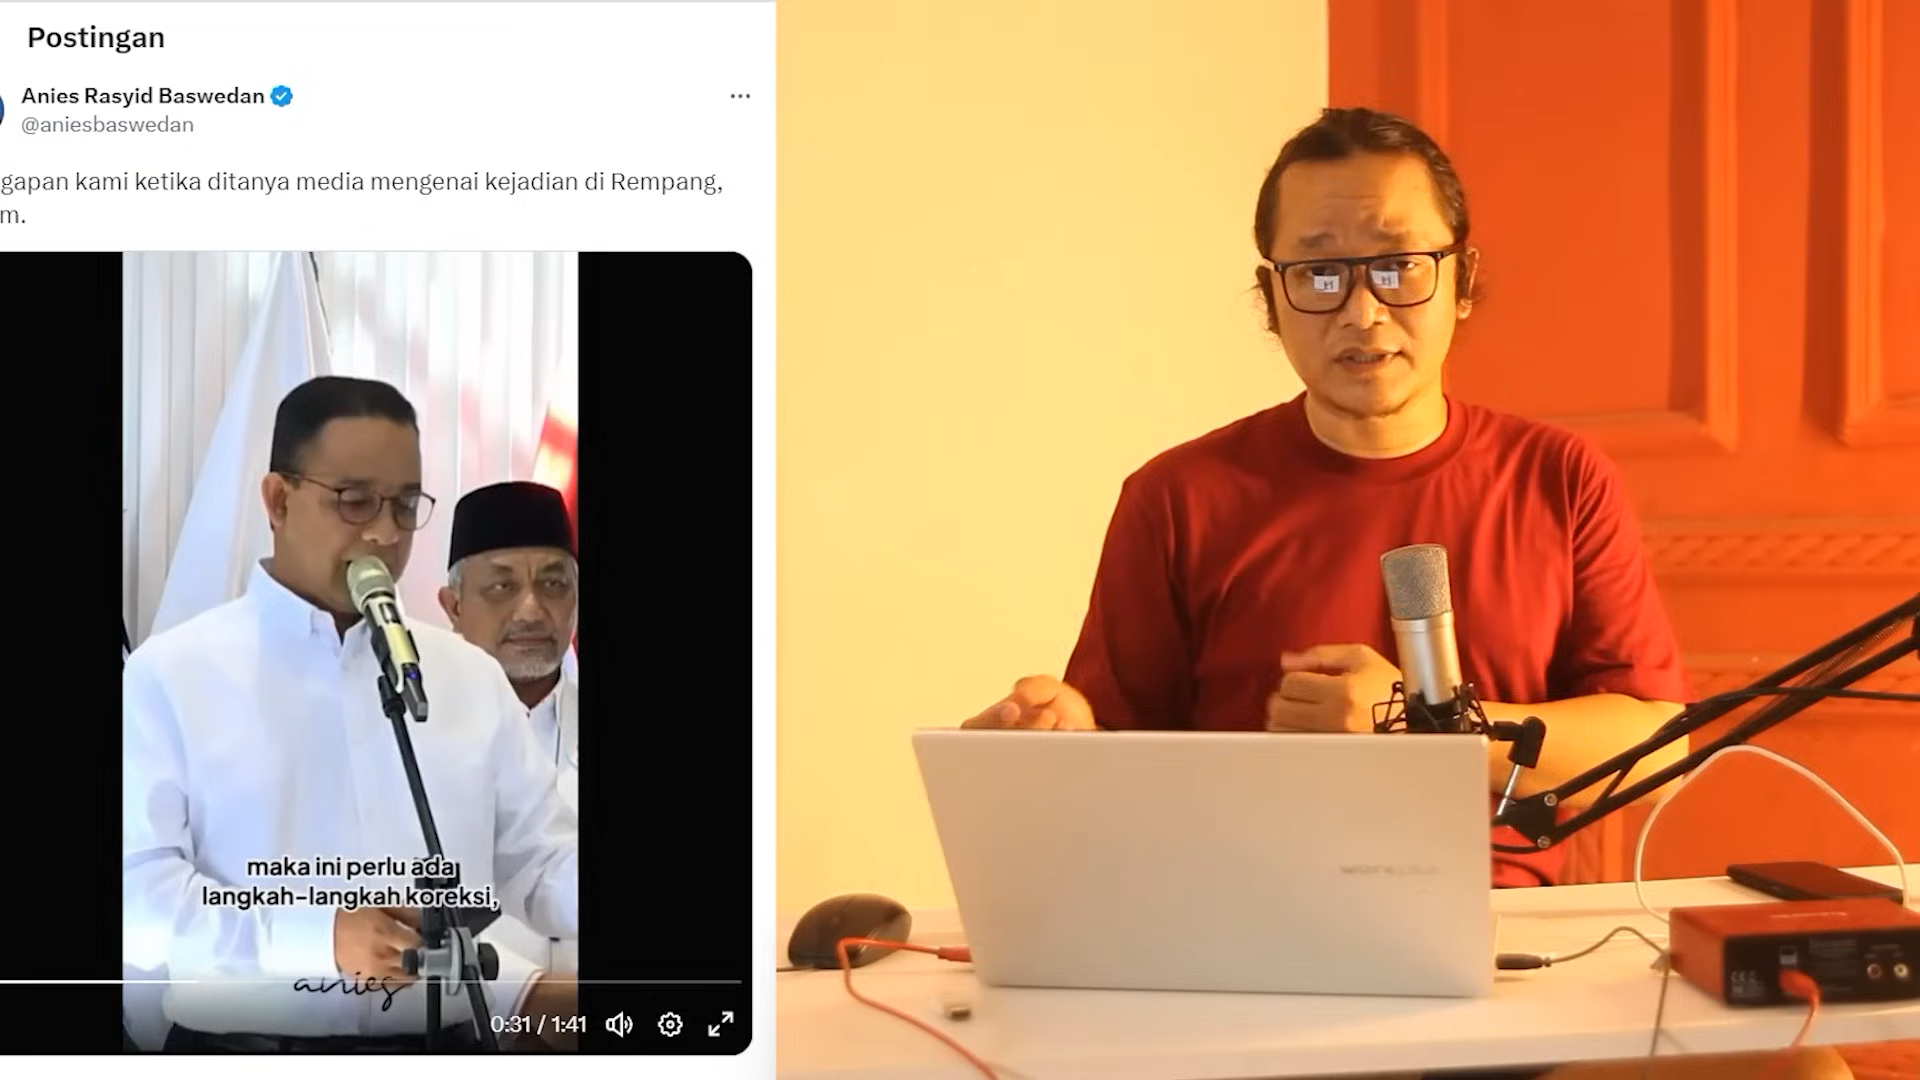 Postingan
Anies Rasyid Baswedan
@aniesbaswedan
gapan kami ketika ditanya media mengenai kejadian di Rempang,
m.
maka ini perlu ada
langkah-langkah koreksi,
anies
0:31 / 1:41